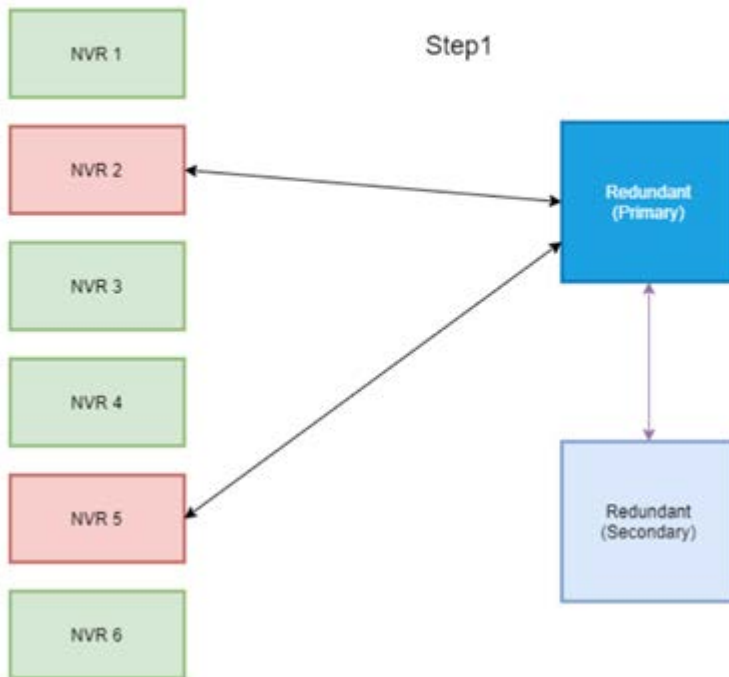 NVR 1
Step1
NVR 2
Redundant
(Primary)
NVR 3
NVR 4
NVR 5
Redundant
(Secondary)
NVR 6